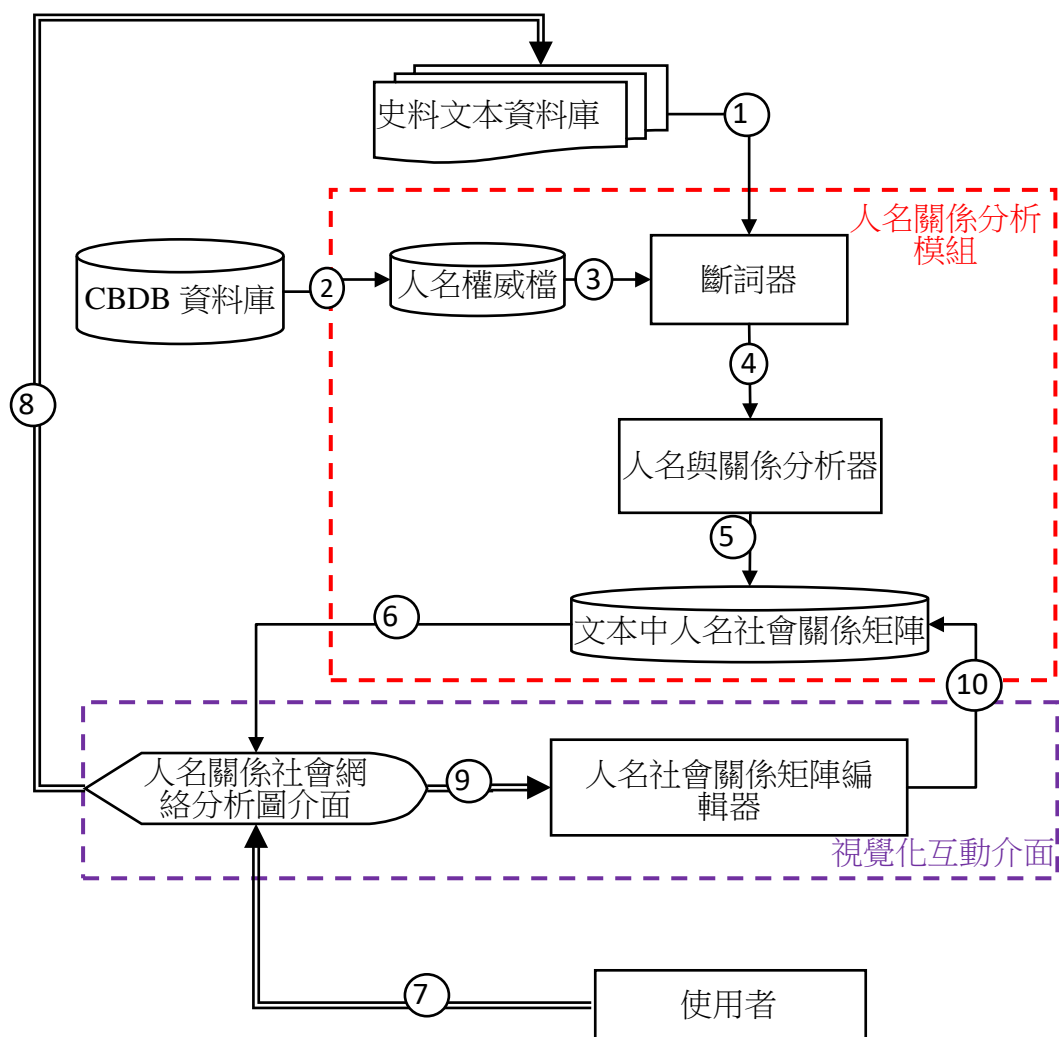 史料文本資料庫
1
人名關係分析
模組
CBDB 資料庫
2
人名權威檔
3
斷詞器
4
8
人名與關係分析器
5
6
文本中人名社會關係矩陣
10
人名關係社會網
絡分析圖介面
9
人名社會關係矩陣編
輯器
視覺化互動介面
7
使用者